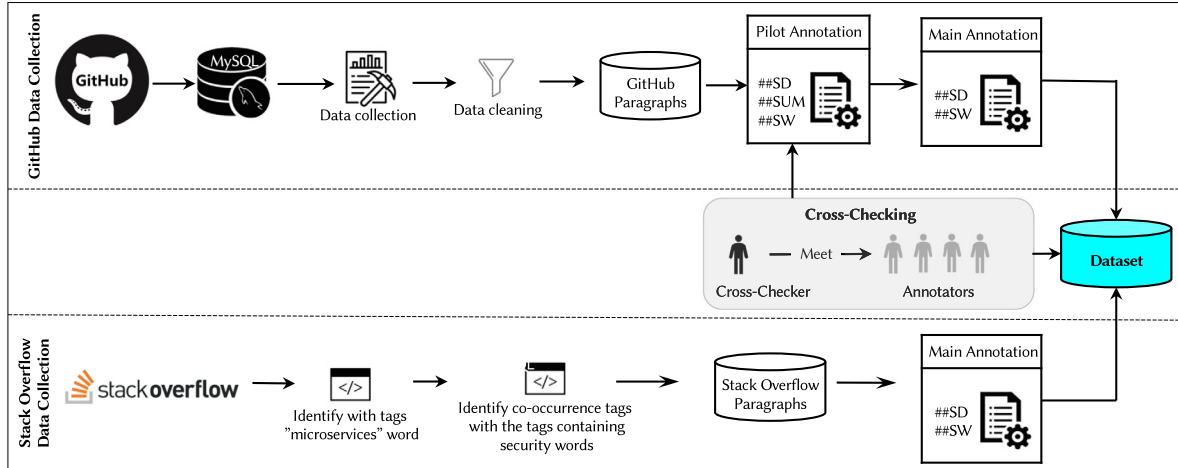 GitHub Data Collection
GitHub
MySQL
Data collection
Data cleaning
GitHub
Paragraphs
Pilot Annotation
##SD
##SUM
##SW
Main Annotation
##SD
##SW
Cross-Checking
Meet
Cross-Checker
Annotators
Dataset
Stack Overflow
Data Collection
stackoverflow
</>
Identify with tags
"microservices" word
</>
Identify co-occurrence tags
with the tags containing
security words
Stack Overflow
Paragraphs
Main Annotation
##SD
##SW